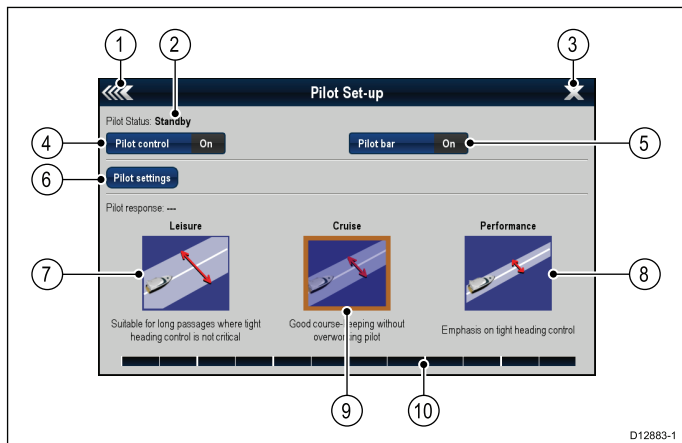 1
2
3
Pilot Set-up
Pilot Status: Standby
4
Pilot control On
Pilot bar On
5
6
Pilot settings
Pilot response: ---
Leisure
Cruise
Performance
7
8
Suitable for long passages where tight
heading control is not critical
Good course-keeping without
overworking pilot
Emphasis on tight heading control
9
10
D12883-1